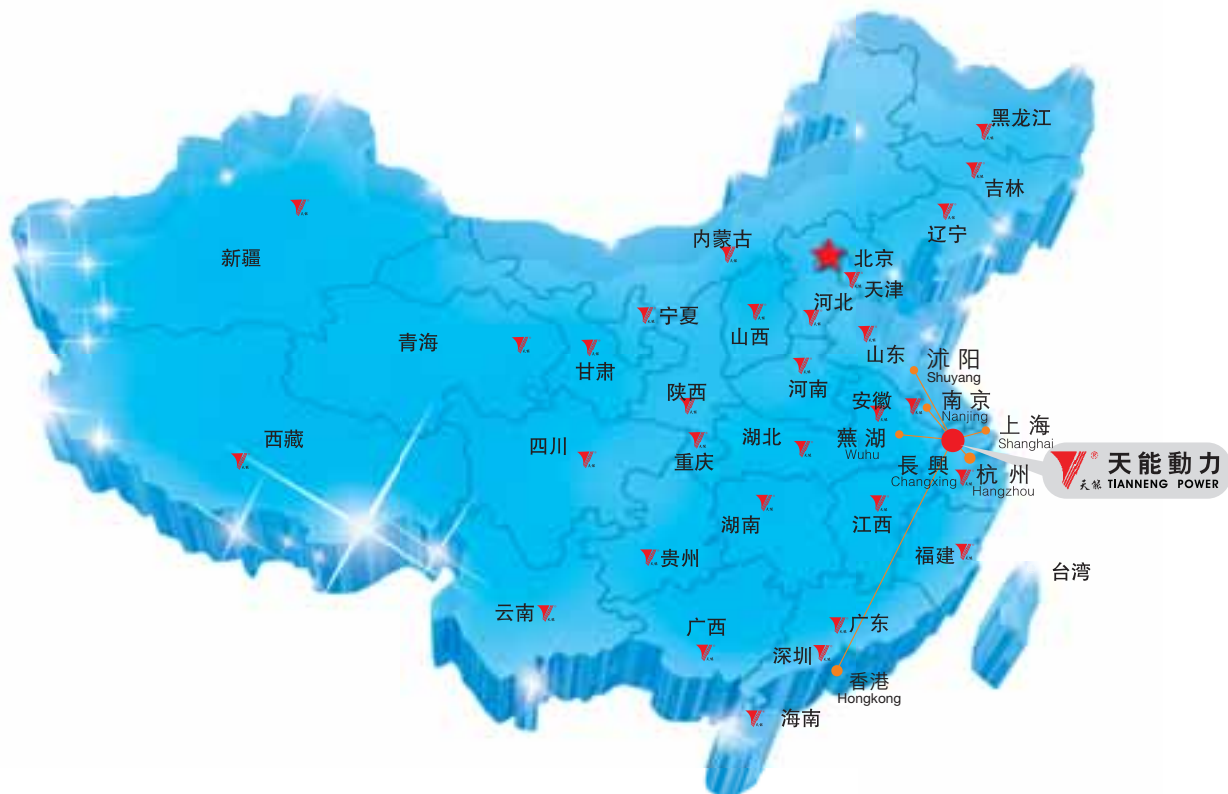 黑龙江
吉林
辽宁
内蒙古
新疆
北京
天津
河北
宁夏
山西
青海
甘肃
山东
沭陽
Shuyang
河南
陕西
安徽
南京
Nanjing
上海
Shanghai
西藏
四川
重庆
湖北
蕪湖
Wuhu
長興
Changxing
杭州
Hangzhou
®
天能
天能動力
TIANNENG POWER
湖南
江西
贵州
福建
台湾
云南
广西
广东
深圳
香港
Hongkong
海南